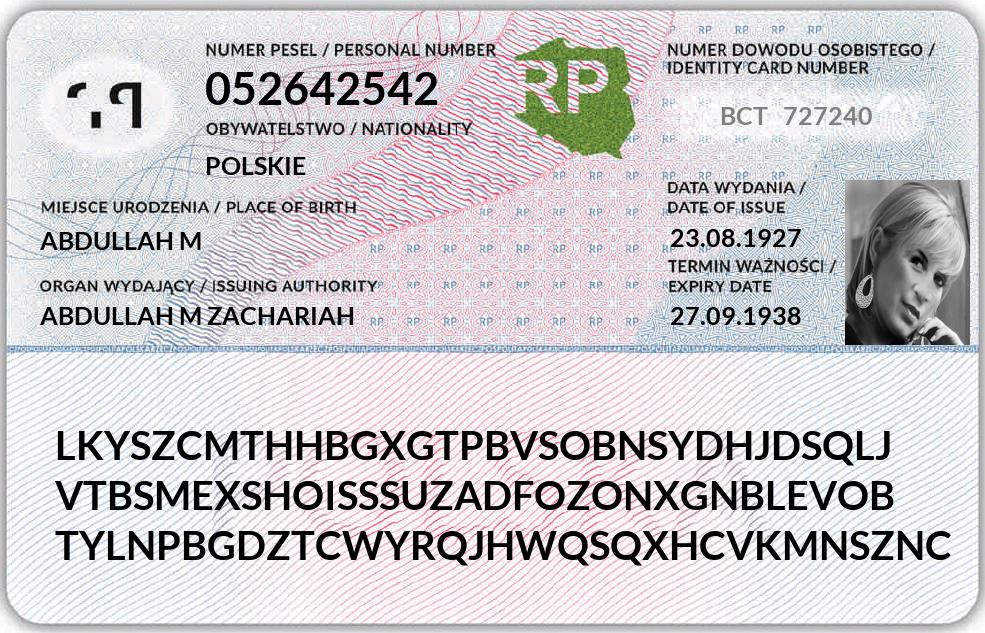 NUMER PESEL / PERSONAL NUMBER
052642542
OBYWATELSTWO / NATIONALITY
POLSKIE
MIEJSCE URODZENIA / PLACE OF BIRTH
ABDULLAH M
ORGAN WYDAJĄCY / ISSUING AUTHORITY
ABDULLAH M ZACHARIAH
RP
NUMER DOWODU OSOBISTEGO /
IDENTITY CARD NUMBER
BCT 727240
DATA WYDANIA /
DATE OF ISSUE
23.08.1927
TERMIN WAŻNOŚCI /
EXPIRY DATE
27.09.1938
LKYSZCMTHHBGXGTPBVSOBNSYDHJDSQLJ
VTBSMEXSHOISSSUZADFOZONXGNBLEVOB
TYLNPBGDZTCWYRQJHWQSQXHCVKMNSZNC